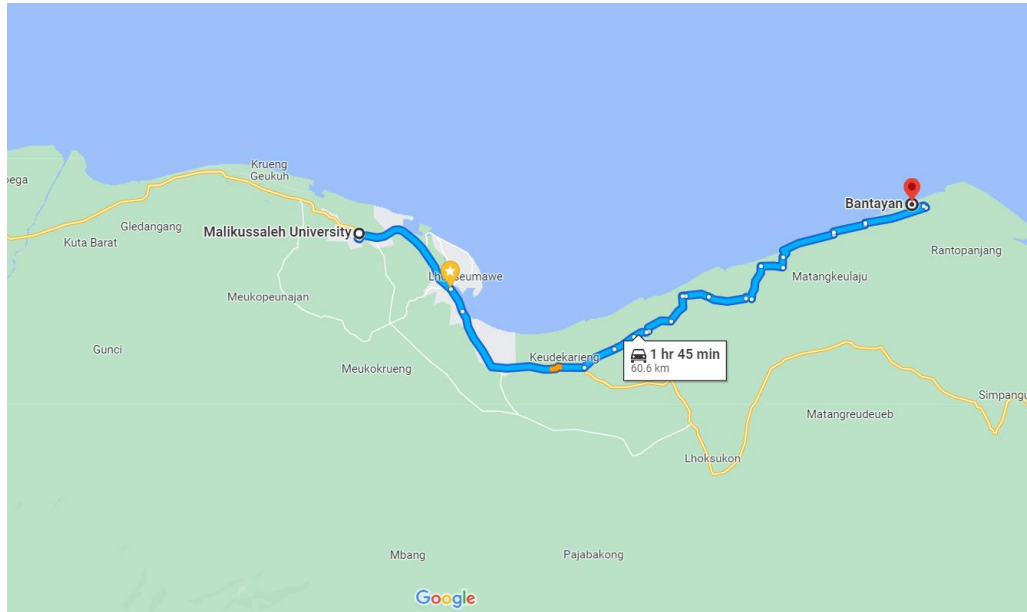 Krueng
Geukuh
pega
Gledangang
Kuta Barat
Malikussaleh University
Bantayan
Rantopanjang
Lhokseumawe
Matangkeulaju
Meukopeunajan
Gunci
Meukokrueng
Keudekarieng
1 hr 45 min
60.6 km
Simpangu
Matangreudeueb
Lhoksukon
Mbang
Pajabakong
Google